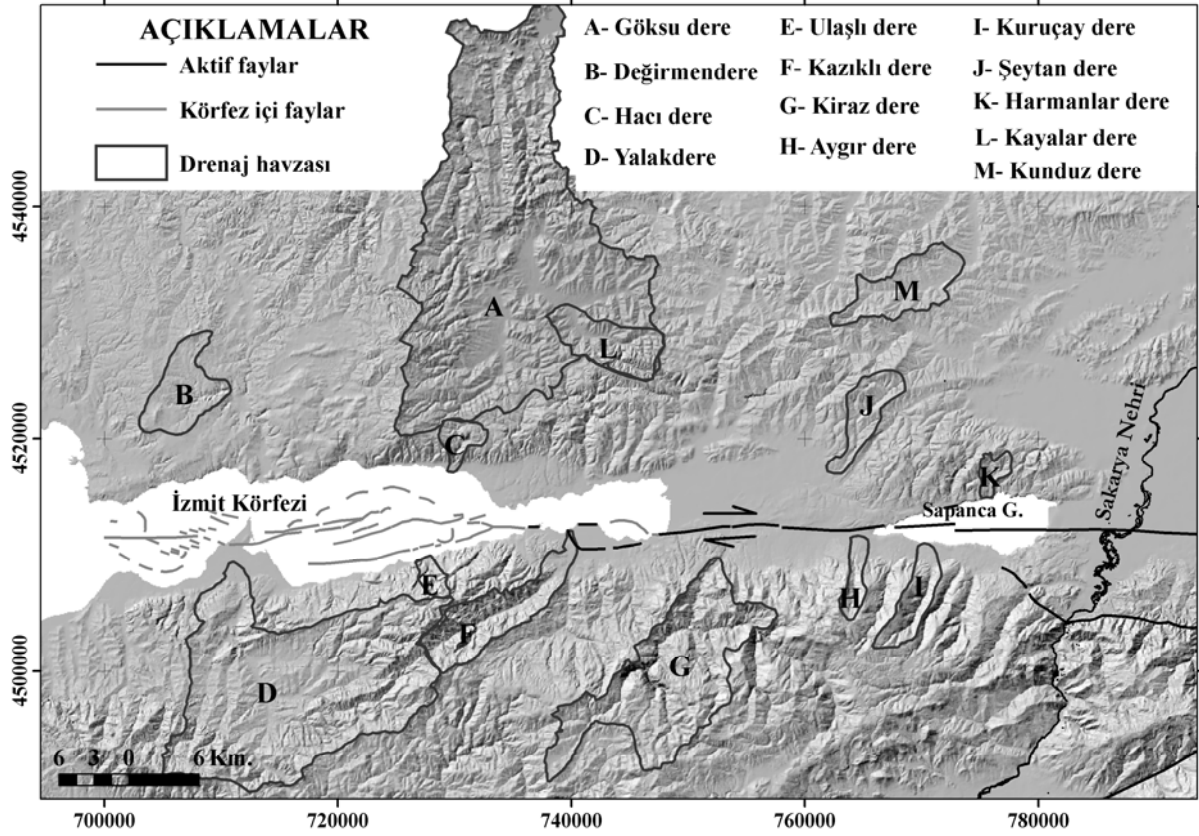 AÇIKLAMALAR
Aktif faylar
Körfez içi faylar
Drenaj havzası
A- Göksu dere
B- Değirmendere
C- Hacı dere
D- Yalakdere
E- Ulaşlı dere
F- Kazıklı dere
G- Kiraz dere
H- Aygır dere
I- Kuruçay dere
J- Şeytan dere
K- Harmanlar dere
L- Kayalar dere
M- Kunduz dere
4540000
4520000
4500000
A
L
M
B
J
C
K
İzmit Körfezi
Sapanca G.
Sakarya Nehri
E
F
H
I
G
D
6 3 0 6 Km.
700000 720000 740000 760000 780000